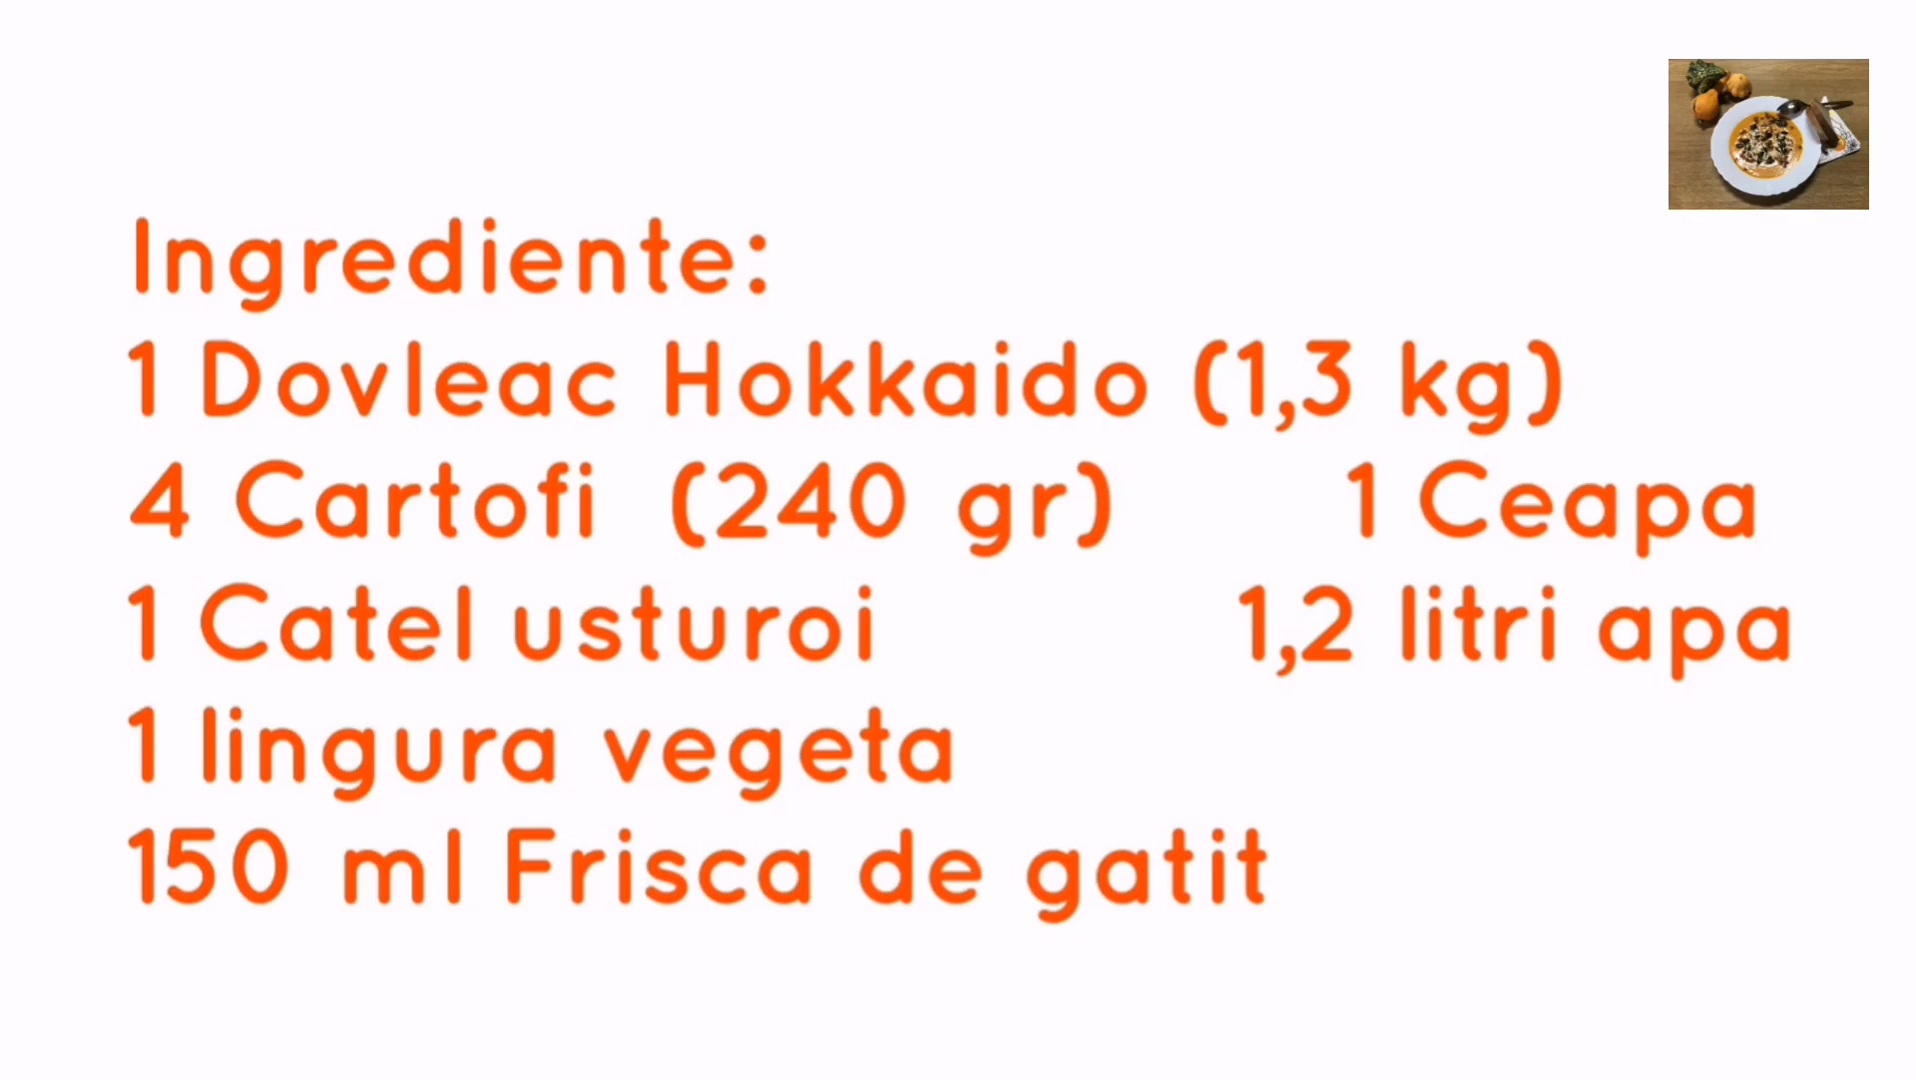 Ingrediente:
1 Dovleac Hokkaido (1,3 kg)
4 Cartofi (240 gr) 1 Ceapa
1 Catel usturoi 1,2 litri apa
1 lingura vegeta
150 ml Frisca de gatit